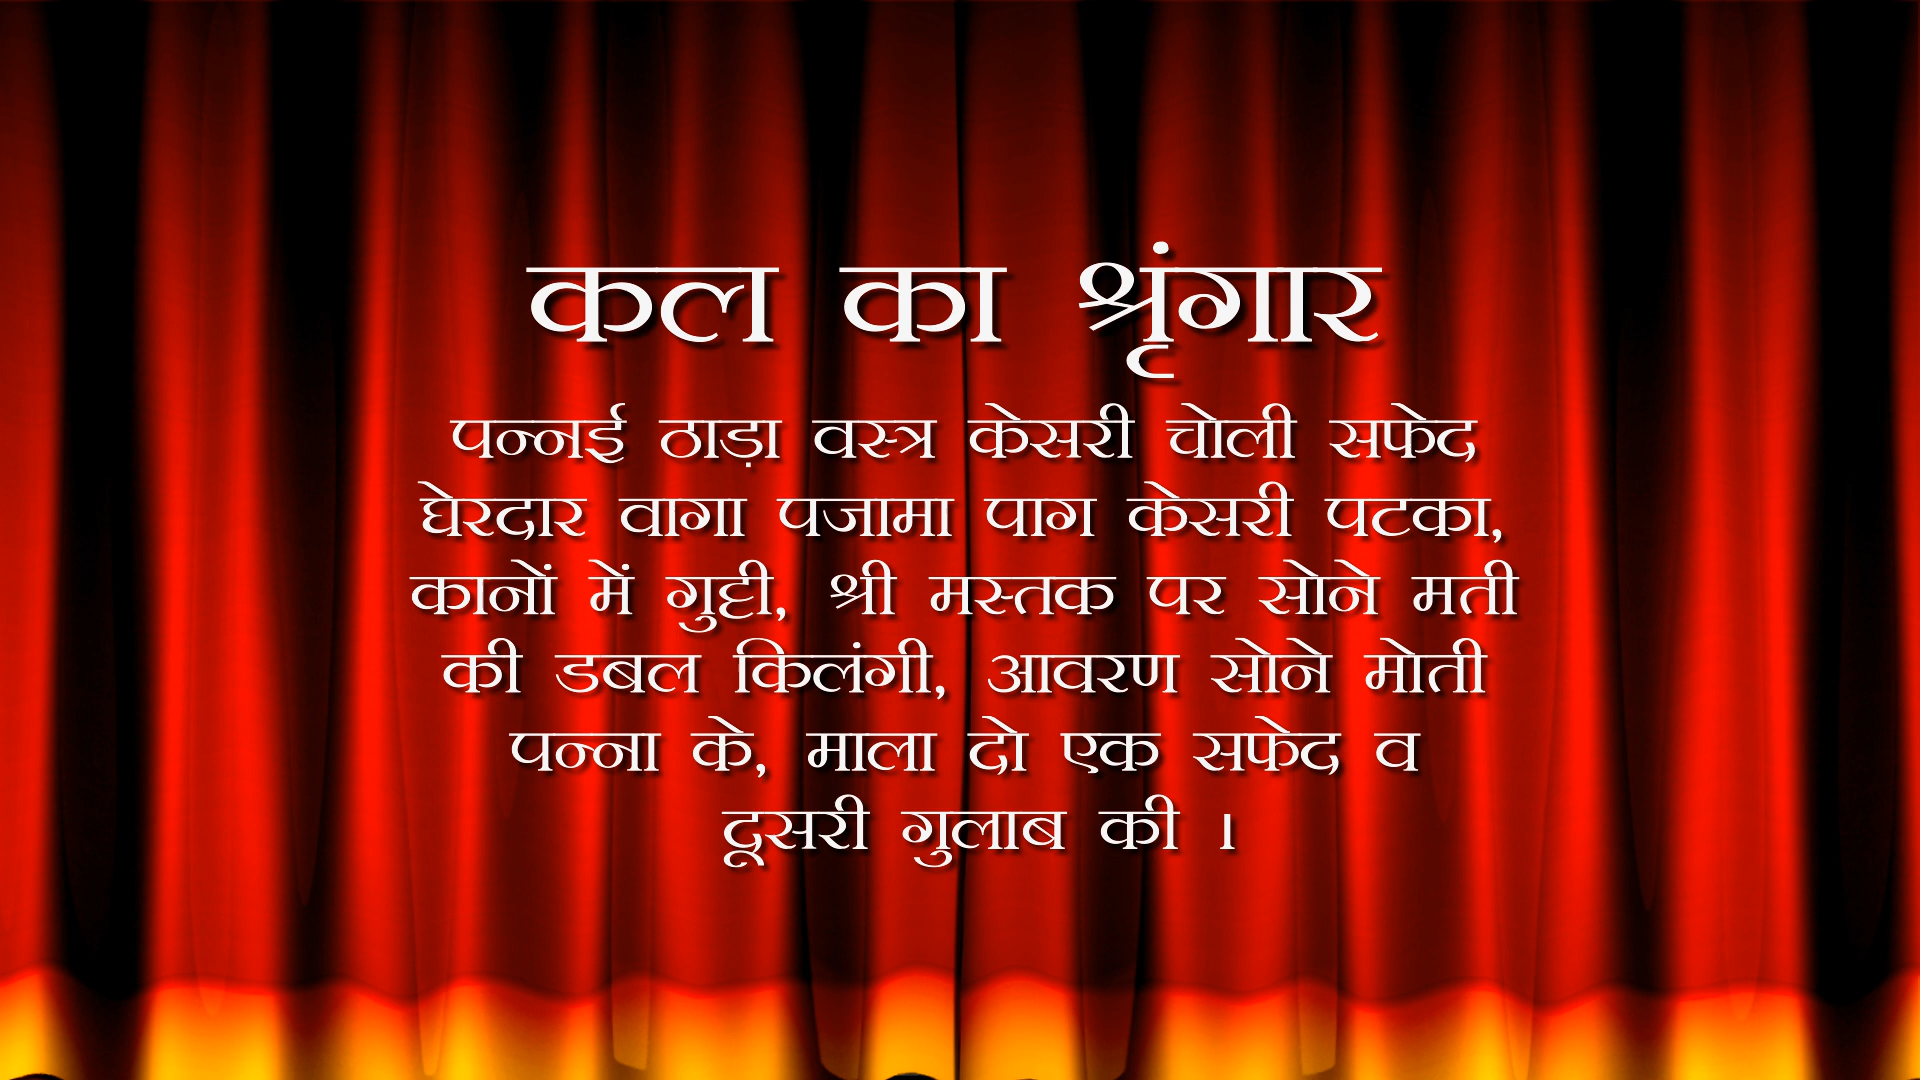 कल का श्रृंगार
पन्नई ठाड़ा वस्त्र केसरी चोली सफेद
घेरदार वागा पजामा पाग केसरी पटका,
कानों में गुट्टी, श्री मस्तक पर सोने मती
की डबल किलंगी, आवरण सोने मोती
पन्ना के, माला दो एक सफेद व
दूसरी गुलाब की ।